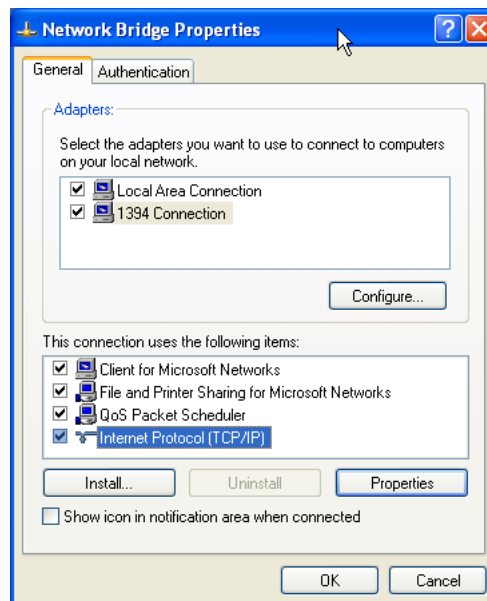 Network Bridge Properties
General
Authentication
Adapters:
Select the adapters you want to use to connect to computers
on your local network.
Local Area Connection
1394 Connection
Configure...
This connection uses the following items:
Client for Microsoft Networks
File and Printer Sharing for Microsoft Networks
QoS Packet Scheduler
Internet Protocol (TCP/IP)
Install...
Uninstall
Properties
Show icon in notification area when connected
OK
Cancel